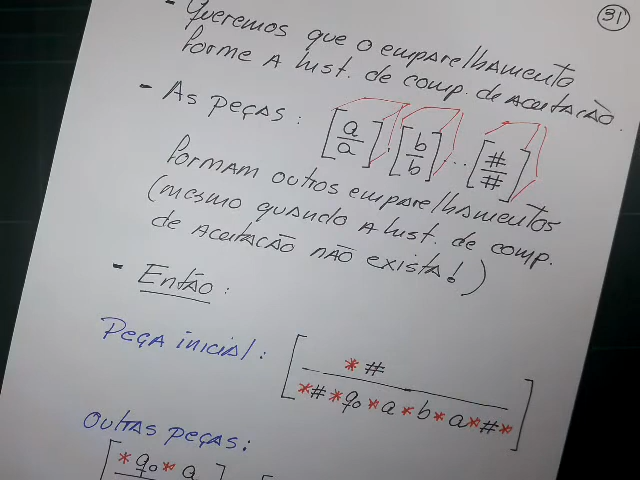 31
- Queremos que o emparelhamento
forme a hist. de comp. de aceitação.
- As peças: [a/a] [b/b] ... [#/#]
formam outros emparelhamentos
(mesmo quando a hist. de comp.
de aceitação não exista!)
- Então:
Peça inicial: [*#/*#*q₀*a*b*a*#*]
Outras peças:
[*q₀*a